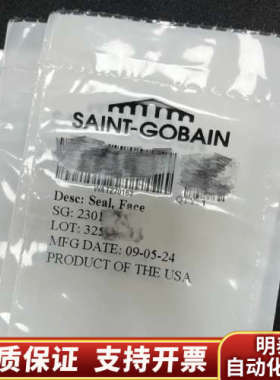 SAINT-GOBAIN
Desc: Seal, Face
SG: 2301
LOT: 325
MFG DATE: 09-05-24
PRODUCT OF THE USA
质保证 支持开票
明
自动化